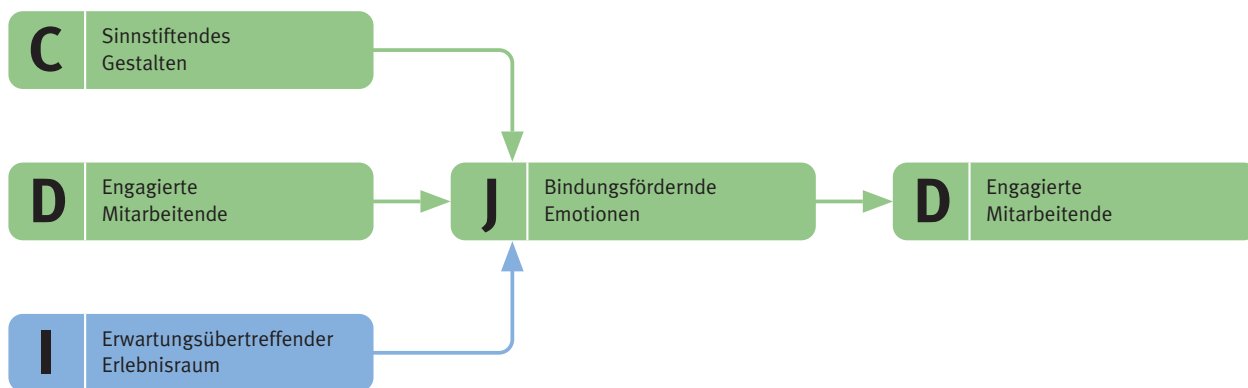 C
Sinnstiftendes
Gestalten
D
Engagierte
Mitarbeitende
J
Bindungsfördernde
Emotionen
D
Engagierte
Mitarbeitende
I
Erwartungsübertreffender
Erlebnisraum